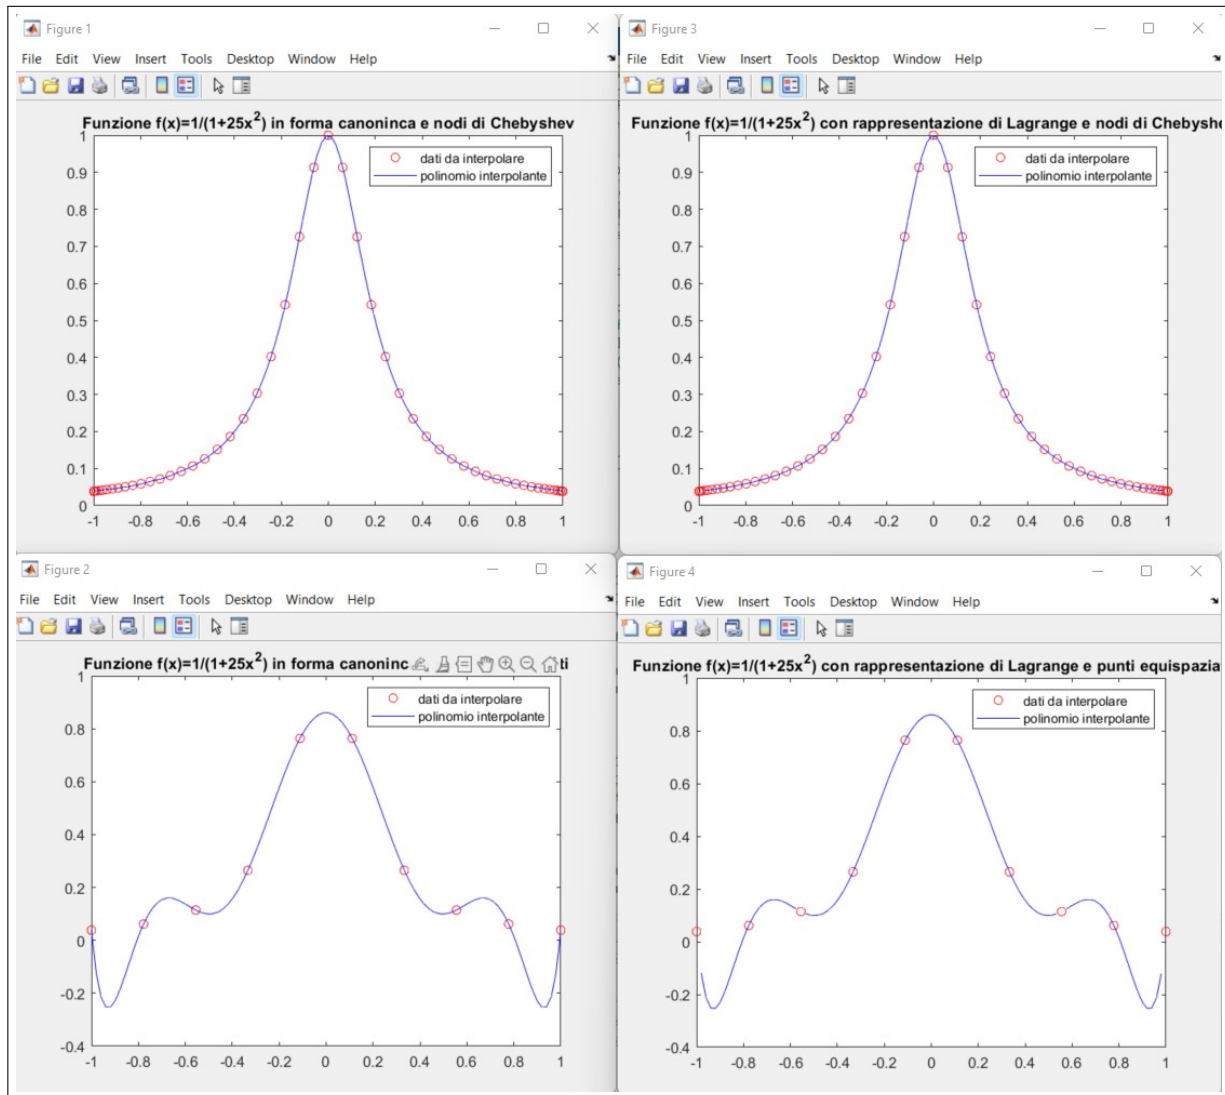 Figure 1
File Edit View Insert Tools Desktop Window Help
Funzione f(x)=1/(1+25x²) in forma canoninca e nodi di Chebyshev
dati da interpolare
polinomio interpolante
1
0.9
0.8
0.7
0.6
0.5
0.4
0.3
0.2
0.1
0
-1 -0.8 -0.6 -0.4 -0.2 0 0.2 0.4 0.6 0.8 1
Figure 3
File Edit View Insert Tools Desktop Window Help
Funzione f(x)=1/(1+25x²) con rappresentazione di Lagrange e nodi di Chebyshe
dati da interpolare
polinomio interpolante
1
0.9
0.8
0.7
0.6
0.5
0.4
0.3
0.2
0.1
0
-1 -0.8 -0.6 -0.4 -0.2 0 0.2 0.4 0.6 0.8 1
Figure 2
File Edit View Insert Tools Desktop Window Help
Funzione f(x)=1/(1+25x²) in forma canoninc ti
dati da interpolare
polinomio interpolante
1
0.8
0.6
0.4
0.2
0
-0.2
-0.4
-1 -0.8 -0.6 -0.4 -0.2 0 0.2 0.4 0.6 0.8 1
Figure 4
File Edit View Insert Tools Desktop Window Help
Funzione f(x)=1/(1+25x²) con rappresentazione di Lagrange e punti equispazia
dati da interpolare
polinomio interpolante
1
0.8
0.6
0.4
0.2
0
-0.2
-0.4
-1 -0.8 -0.6 -0.4 -0.2 0 0.2 0.4 0.6 0.8 1